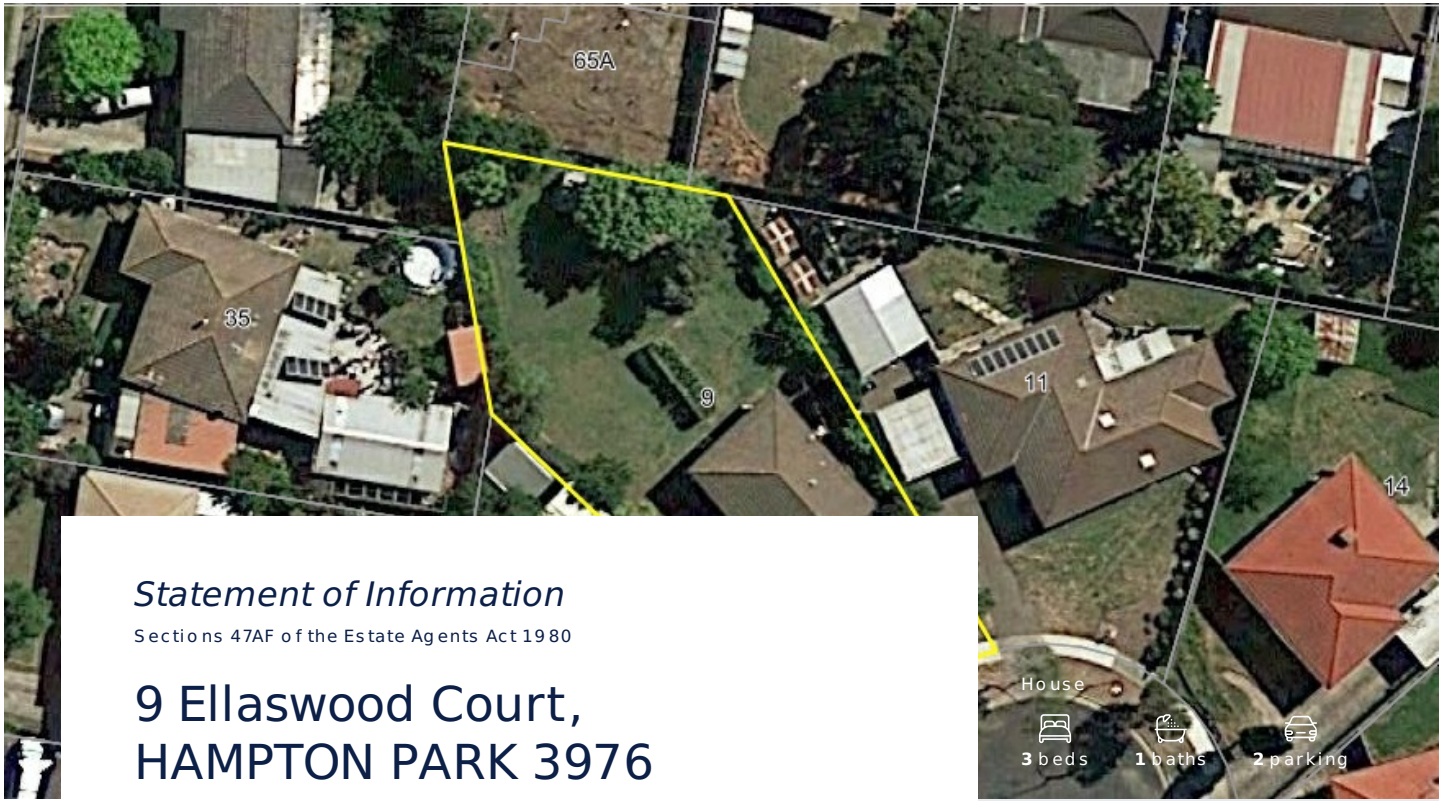 65A
35
9
11
14
Statement of Information
Sections 47AF of the Estate Agents Act 1980
9 Ellaswood Court,
HAMPTON PARK 3976
House
3 beds 1 baths 2 parking